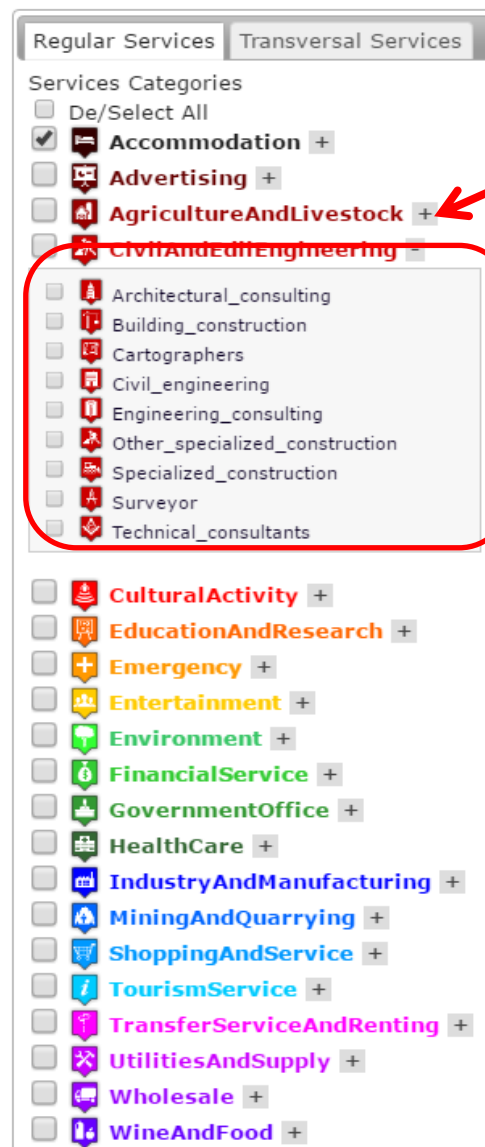 Regular Services Transversal Services
Services Categories
De/Select All
Accommodation +
Advertising +
AgricultureAndLivestock +
CivilAndEdilEngineering -
Architectural_consulting
Building_construction
Cartographers
Civil_engineering
Engineering_consulting
Other_specialized_construction
Specialized_construction
Surveyor
Technical_consultants
CulturalActivity +
EducationAndResearch +
Emergency +
Entertainment +
Environment +
FinancialService +
GovernmentOffice +
HealthCare +
IndustryAndManufacturing +
MiningAndQuarrying +
ShoppingAndService +
TourismService +
TransferServiceAndRenting +
UtilitiesAndSupply +
Wholesale +
WineAndFood +